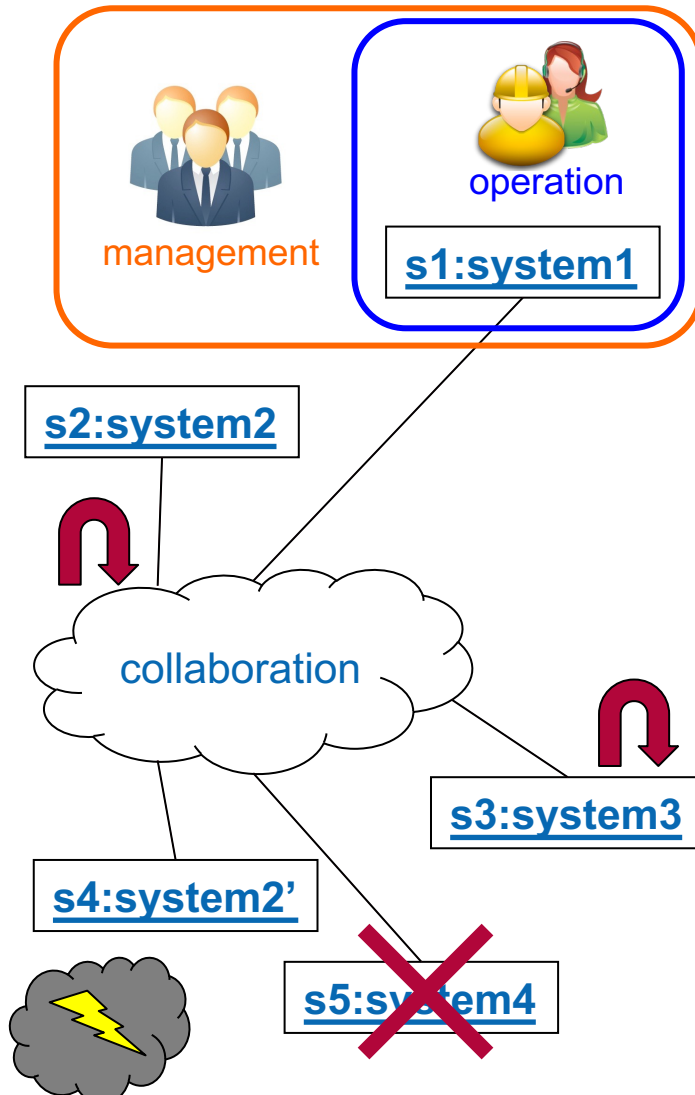 operation
management
s1:system1
s2:system2
collaboration
s3:system3
s4:system2’
s5:system4